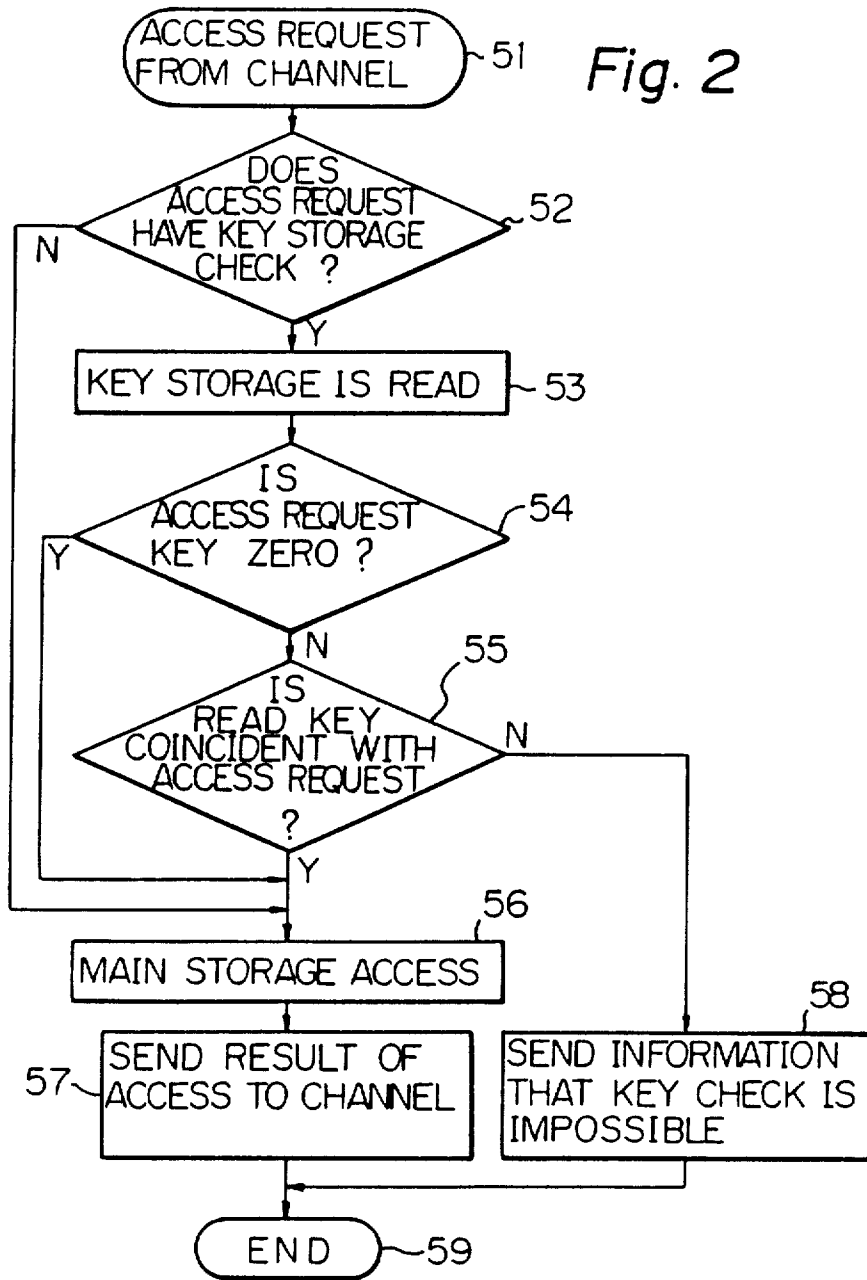 ACCESS REQUEST
FROM CHANNEL
51
Fig. 2
DOES
ACCESS REQUEST
HAVE KEY STORAGE
CHECK ?
52
N
Y
KEY STORAGE IS READ
53
IS
ACCESS REQUEST
KEY ZERO ?
54
Y
N
55
IS
READ KEY
COINCIDENT WITH
ACCESS REQUEST
?
N
Y
56
MAIN STORAGE ACCESS
57
SEND RESULT OF
ACCESS TO CHANNEL
58
SEND INFORMATION
THAT KEY CHECK IS
IMPOSSIBLE
END
59